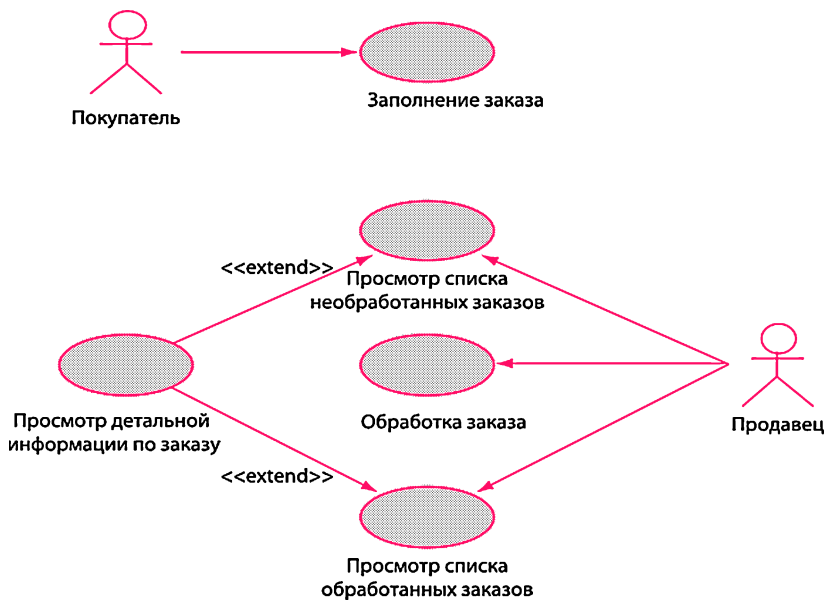 Покупатель
Заполнение заказа
<<extend>>
Просмотр списка
необработанных заказов
Просмотр детальной
информации по заказу
Обработка заказа
Продавец
<<extend>>
Просмотр списка
обработанных заказов